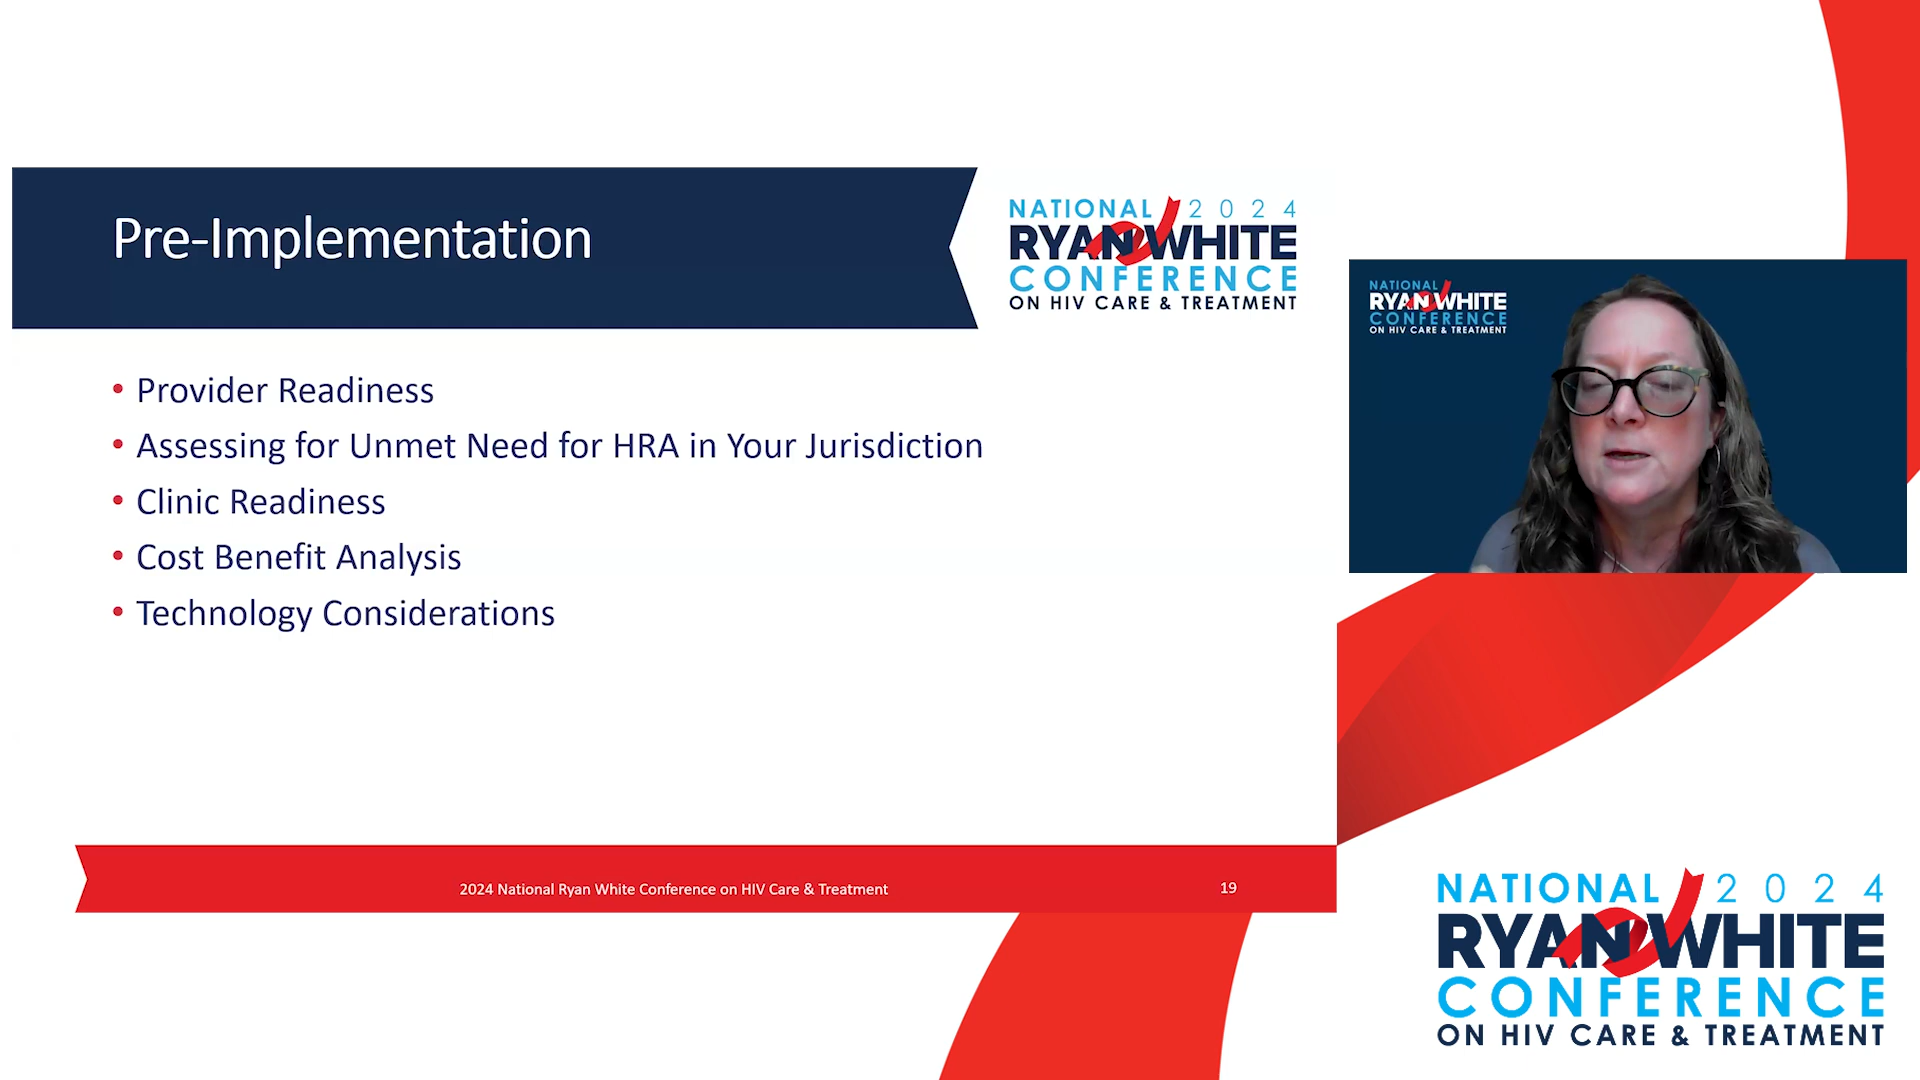 Pre-Implementation
NATIONAL 2024
RYAN WHITE
CONFERENCE
ON HIV CARE & TREATMENT
• Provider Readiness
• Assessing for Unmet Need for HRA in Your Jurisdiction
• Clinic Readiness
• Cost Benefit Analysis
• Technology Considerations
2024 National Ryan White Conference on HIV Care & Treatment
19
NATIONAL
RYAN WHITE
CONFERENCE
ON HIV CARE & TREATMENT
NATIONAL 2024
RYAN WHITE
CONFERENCE
ON HIV CARE & TREATMENT